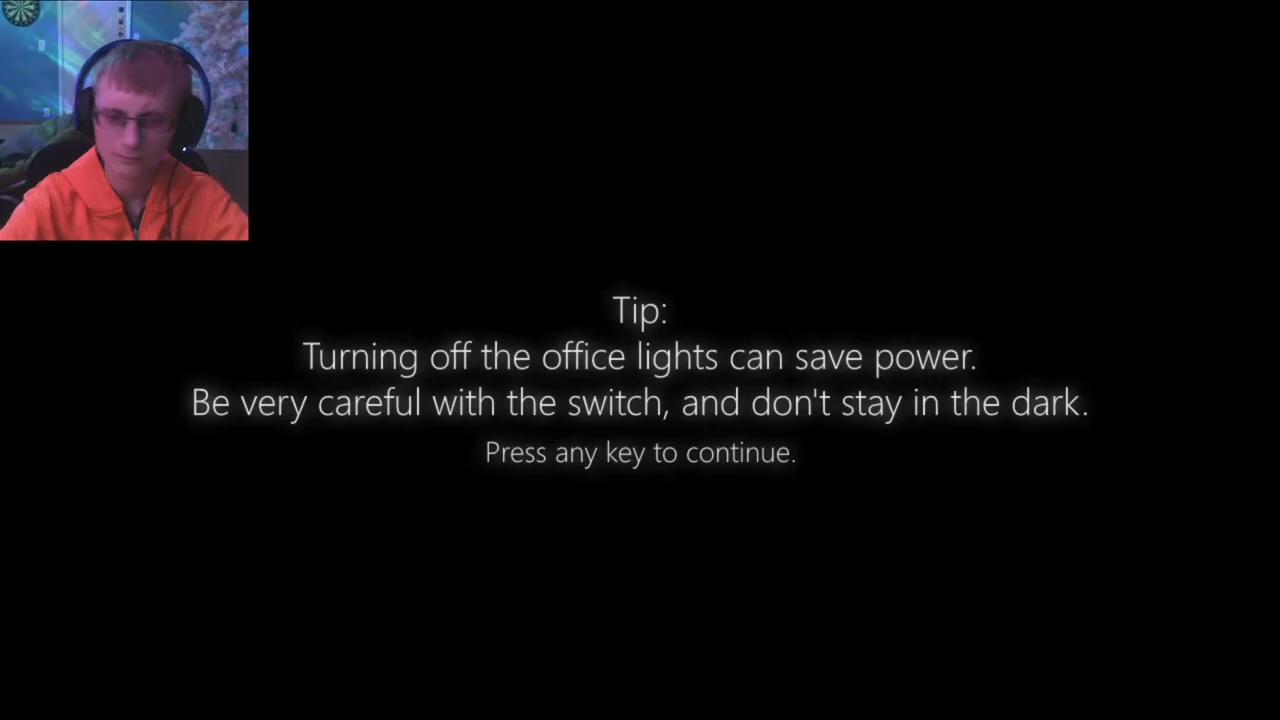 Tip:
Turning off the office lights can save power.
Be very careful with the switch, and don't stay in the dark.
Press any key to continue.